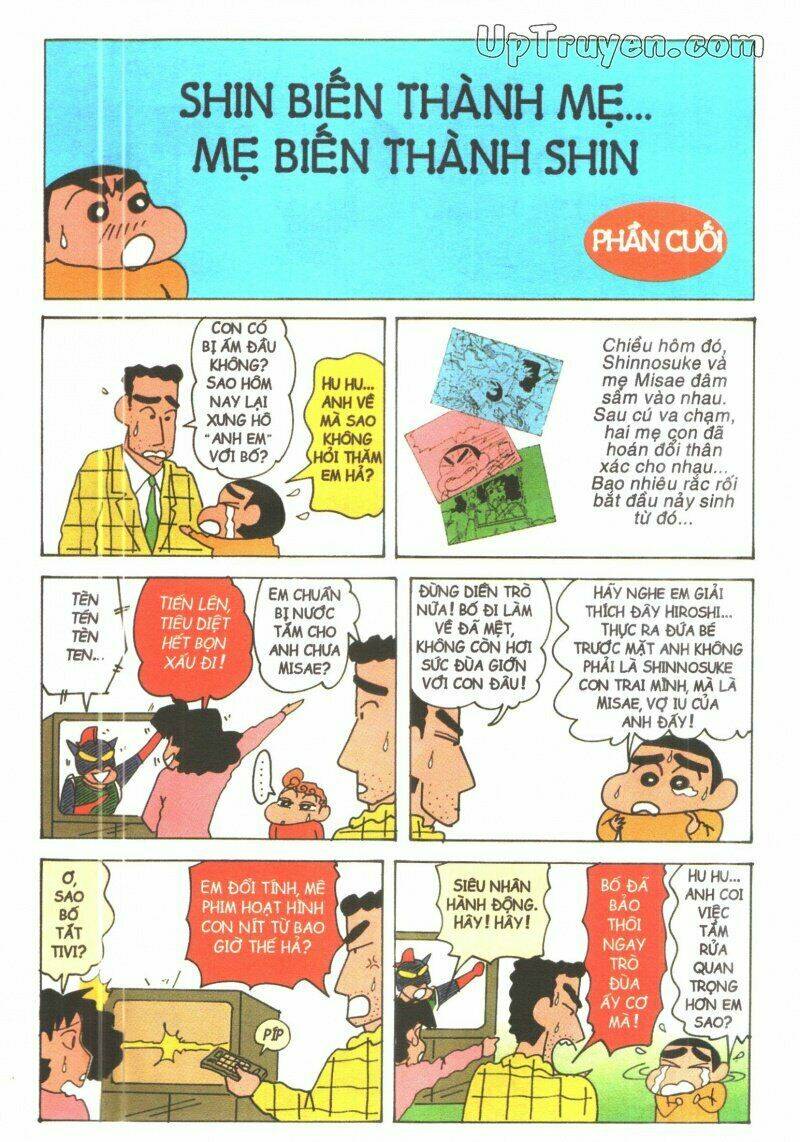 UpTruyen.com
SHIN BIẾN THÀNH MẸ...
MẸ BIẾN THÀNH SHIN
PHẦN CUỐI
Chiều hôm đó,
Shinnosuke và
mẹ Misae đâm
sầm vào nhau.
Sau cú va chạm,
hai mẹ con đã
hoán đổi thân
xác cho nhau...
Bao nhiêu rắc rối
bắt đầu nảy sinh
từ đó...
HU HU...
ANH VỀ
MÀ SAO
KHÔNG
HỎI THĂM
EM HẢ?
CON CÓ
BỊ ẤM ĐẦU
KHÔNG?
SAO HÔM
NAY LẠI
XƯNG HÔ
"ANH EM"
VỚI BỐ?
HÃY NGHE EM GIẢI
THÍCH ĐÂY HIROSHI...
THỰC RA ĐỨA BÉ
TRƯỚC MẶT ANH KHÔNG
PHẢI LÀ SHINNOSUKE
CON TRAI MÌNH, MÀ LÀ
MISAE, VỢ IU CỦA
ANH ĐẤY!
ĐỪNG DIỄN TRÒ
NỮA! BỐ ĐI LÀM
VỀ ĐÃ MỆT,
KHÔNG CÒN HƠI
SỨC ĐÙA GIỠN
VỚI CON ĐÂU!
EM CHUẨN
BỊ NƯỚC
TẮM CHO
ANH CHƯA
MISAE?
TIẾN LÊN,
TIÊU DIỆT
HẾT BỌN
XẤU ĐI!
TÈN
TÉN
TÈN
TEN...
......
HU HU...
ANH COI
VIỆC
TẮM
RỬA
QUAN
TRỌNG
HƠN EM
SAO?
BỐ ĐÃ
BẢO
THÔI
NGAY
TRÒ
ĐÙA
ẤY CƠ
MÀ!
SIÊU NHÂN
HÀNH ĐỘNG.
HÂY! HÂY!
EM ĐỔI TÍNH, MÊ
PHIM HOẠT HÌNH
CON NÍT TỪ BAO
GIỜ THẾ HẢ?
PÍP
Ơ,
SAO
BỐ
TẮT
TIVI?